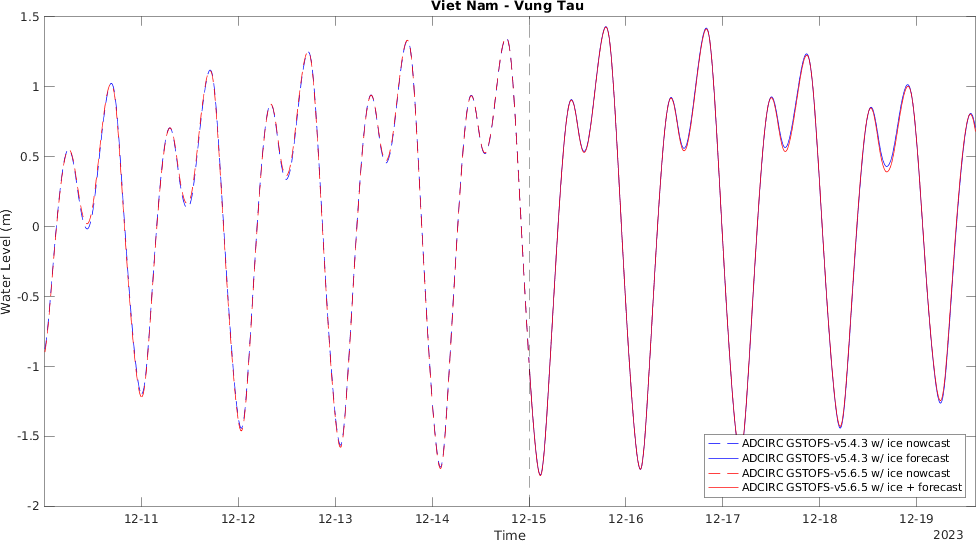 Viet Nam - Vung Tau
Water Level (m)
1.5
1
0.5
0
-0.5
-1
-1.5
-2
ADCIRC GSTOFS-v5.4.3 w/ ice nowcast
ADCIRC GSTOFS-v5.4.3 w/ ice forecast
ADCIRC GSTOFS-v5.6.5 w/ ice nowcast
ADCIRC GSTOFS-v5.6.5 w/ ice + forecast
12-11 12-12 12-13 12-14 12-15 12-16 12-17 12-18 12-19
Time
2023